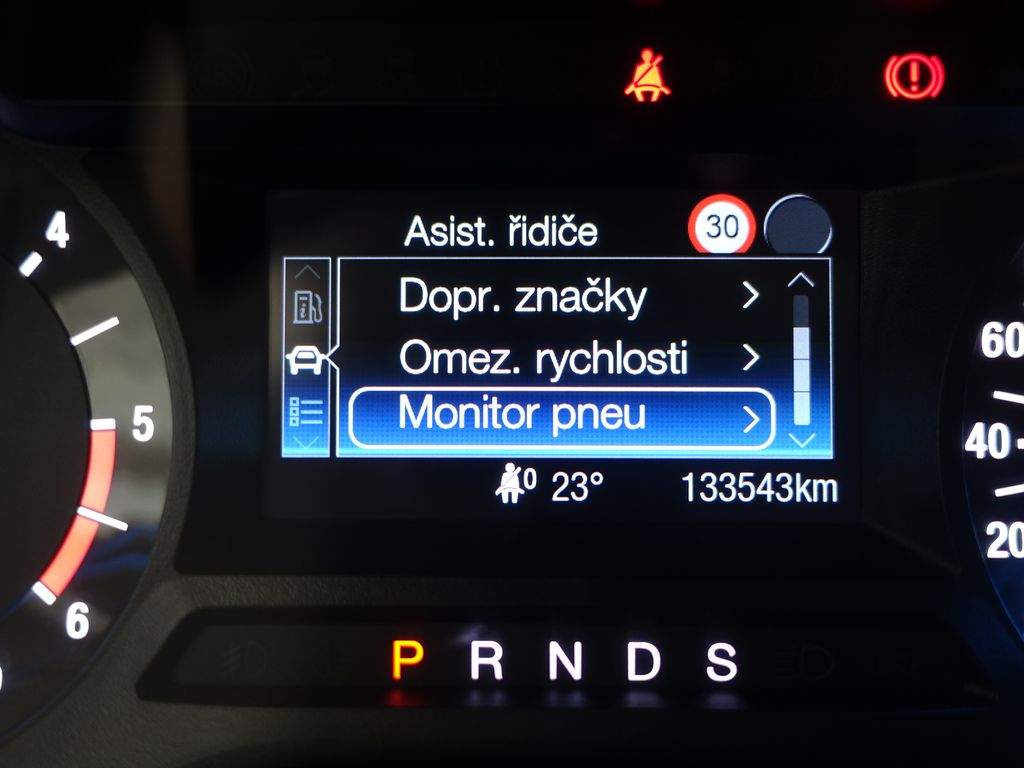 4
5
6
Asist. řidiče 30
Dopr. značky
Omez. rychlosti
Monitor pneu
0 23° 133543km
60
40
20
P R N D S